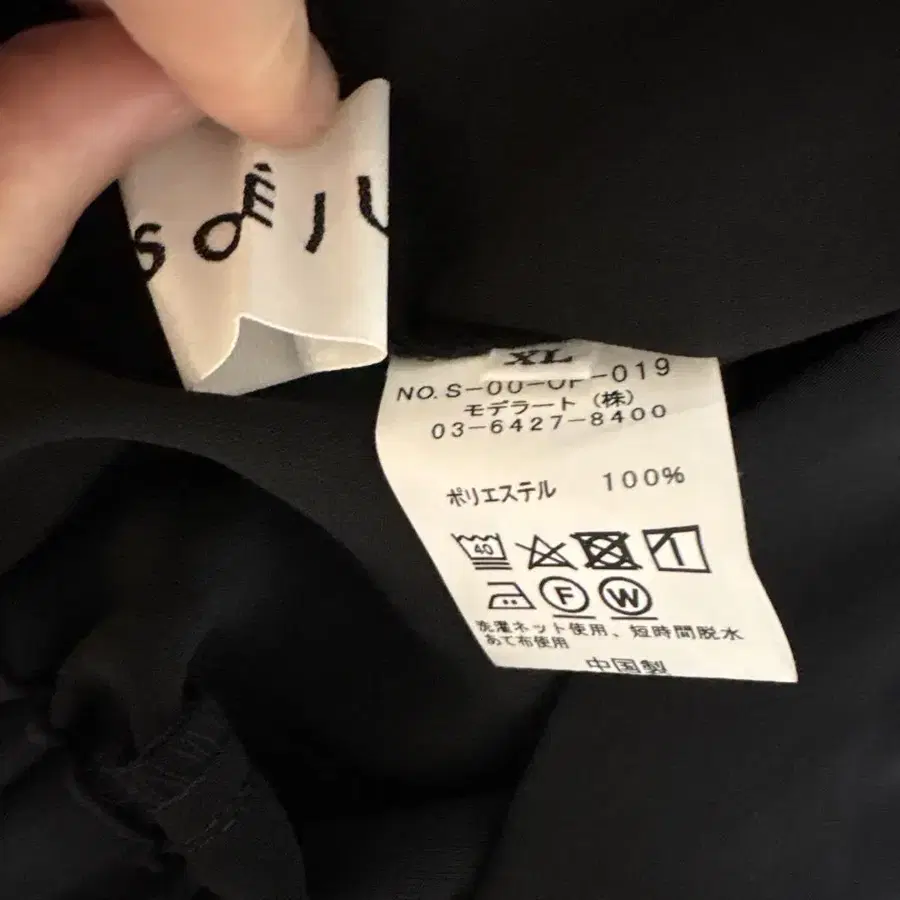 XL
NO. S-00-OP-019
モデラート (株)
03-6427-8400
ポリエステル 100%
40
F W
洗濯ネット使用、短時間脱水
あて布使用
中国製